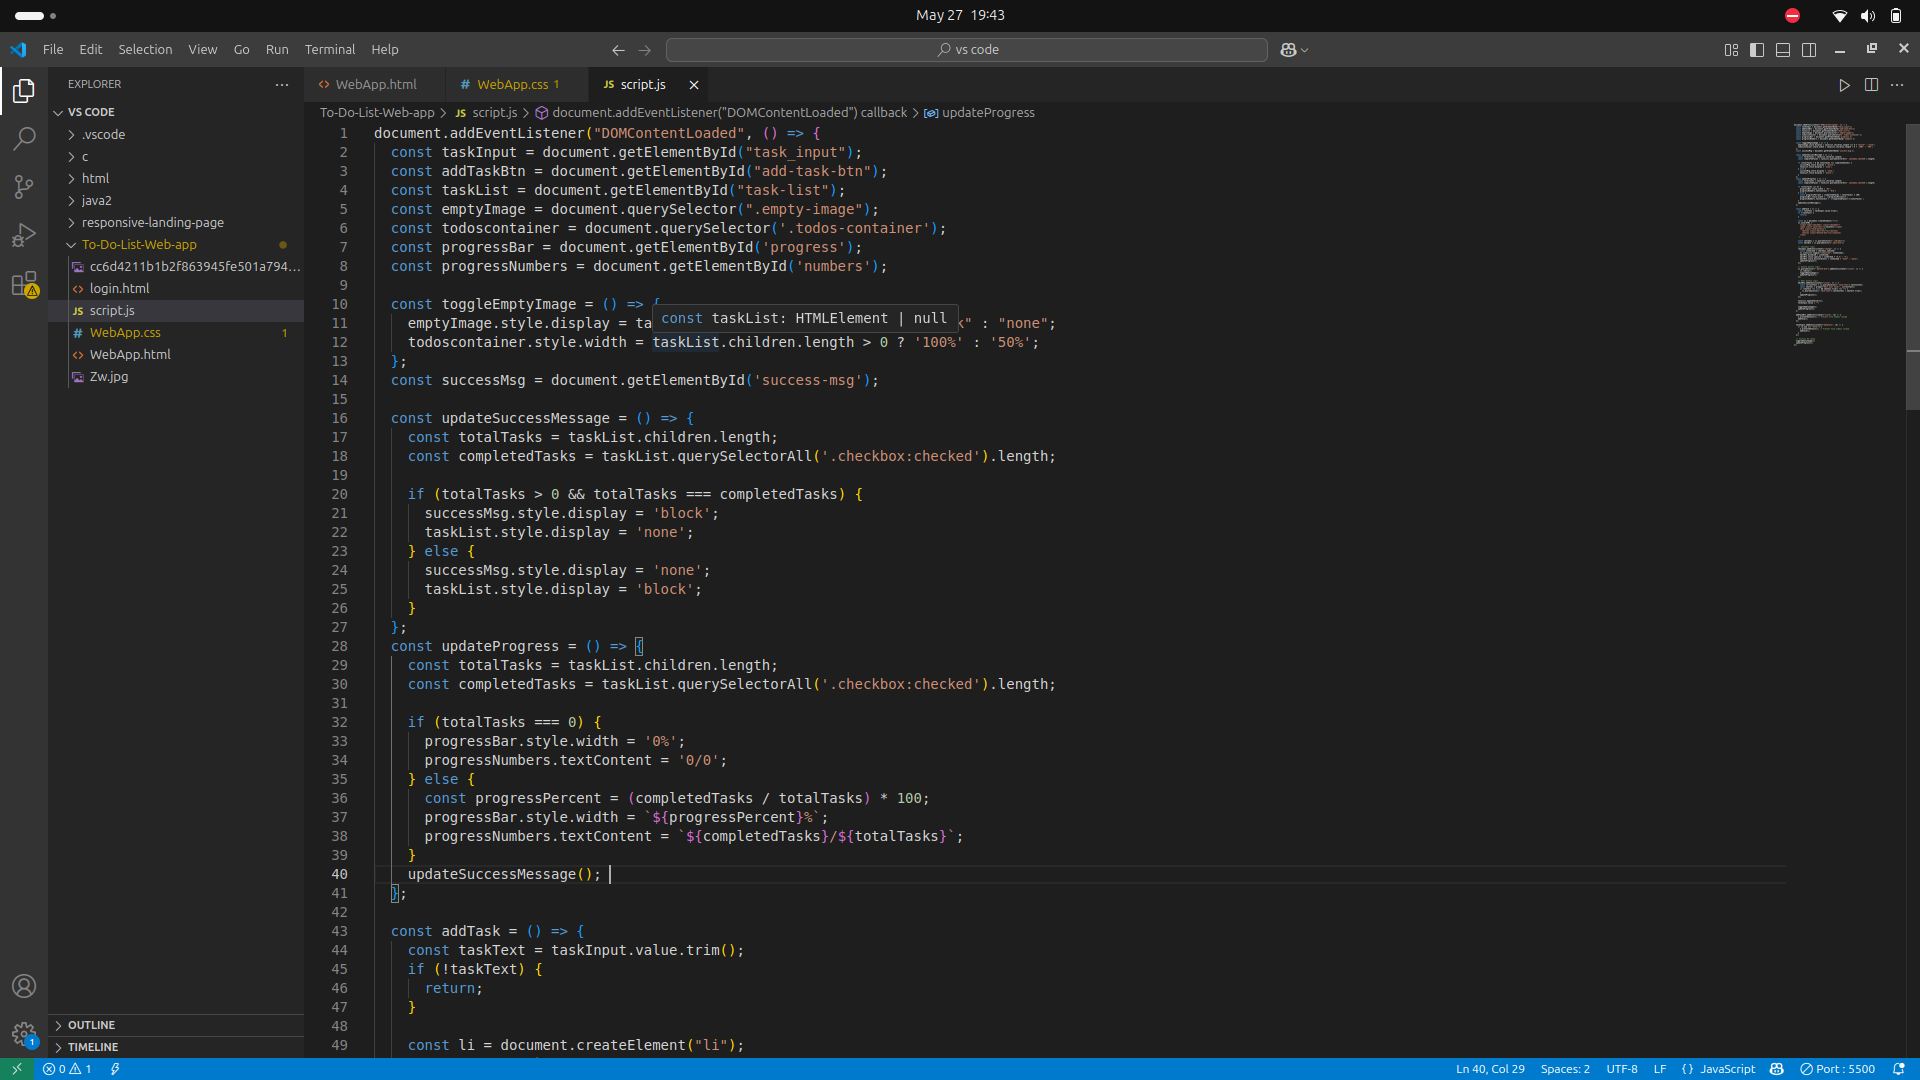 May 27 19:43
File Edit Selection View Go Run Terminal Help
vs code
EXPLORER
WebApp.html
WebApp.css 1
JS script.js
VS CODE
.vscode
c
html
java2
responsive-landing-page
To-Do-List-Web-app
cc6d4211b1b2f863945fe501a794...
login.html
JS script.js
WebApp.css 1
WebApp.html
Zw.jpg
OUTLINE
TIMELINE
To-Do-List-Web-app > JS script.js > document.addEventListener("DOMContentLoaded") callback > updateProgress
1 document.addEventListener("DOMContentLoaded", () => {
2 const taskInput = document.getElementById("task_input");
3 const addTaskBtn = document.getElementById("add-task-btn");
4 const taskList = document.getElementById("task-list");
5 const emptyImage = document.querySelector(".empty-image");
6 const todoscontainer = document.querySelector('.todos-container');
7 const progressBar = document.getElementById('progress');
8 const progressNumbers = document.getElementById('numbers');
9
10 const toggleEmptyImage = () => {
const taskList: HTMLElement | null
11 emptyImage.style.display = ta k" : "none";
12 todoscontainer.style.width = taskList.children.length > 0 ? '100%' : '50%';
13 };
14 const successMsg = document.getElementById('success-msg');
15
16 const updateSuccessMessage = () => {
17 const totalTasks = taskList.children.length;
18 const completedTasks = taskList.querySelectorAll('.checkbox:checked').length;
19
20 if (totalTasks > 0 && totalTasks === completedTasks) {
21 successMsg.style.display = 'block';
22 taskList.style.display = 'none';
23 } else {
24 successMsg.style.display = 'none';
25 taskList.style.display = 'block';
26 }
27 };
28 const updateProgress = () => {
29 const totalTasks = taskList.children.length;
30 const completedTasks = taskList.querySelectorAll('.checkbox:checked').length;
31
32 if (totalTasks === 0) {
33 progressBar.style.width = '0%';
34 progressNumbers.textContent = '0/0';
35 } else {
36 const progressPercent = (completedTasks / totalTasks) * 100;
37 progressBar.style.width = `${progressPercent}%`;
38 progressNumbers.textContent = `${completedTasks}/${totalTasks}`;
39 }
40 updateSuccessMessage();
41 };
42
43 const addTask = () => {
44 const taskText = taskInput.value.trim();
45 if (!taskText) {
46 return;
47 }
48
49 const li = document.createElement("li");
1
0 1 Ln 40, Col 29 Spaces: 2 UTF-8 LF {} JavaScript Port : 5500